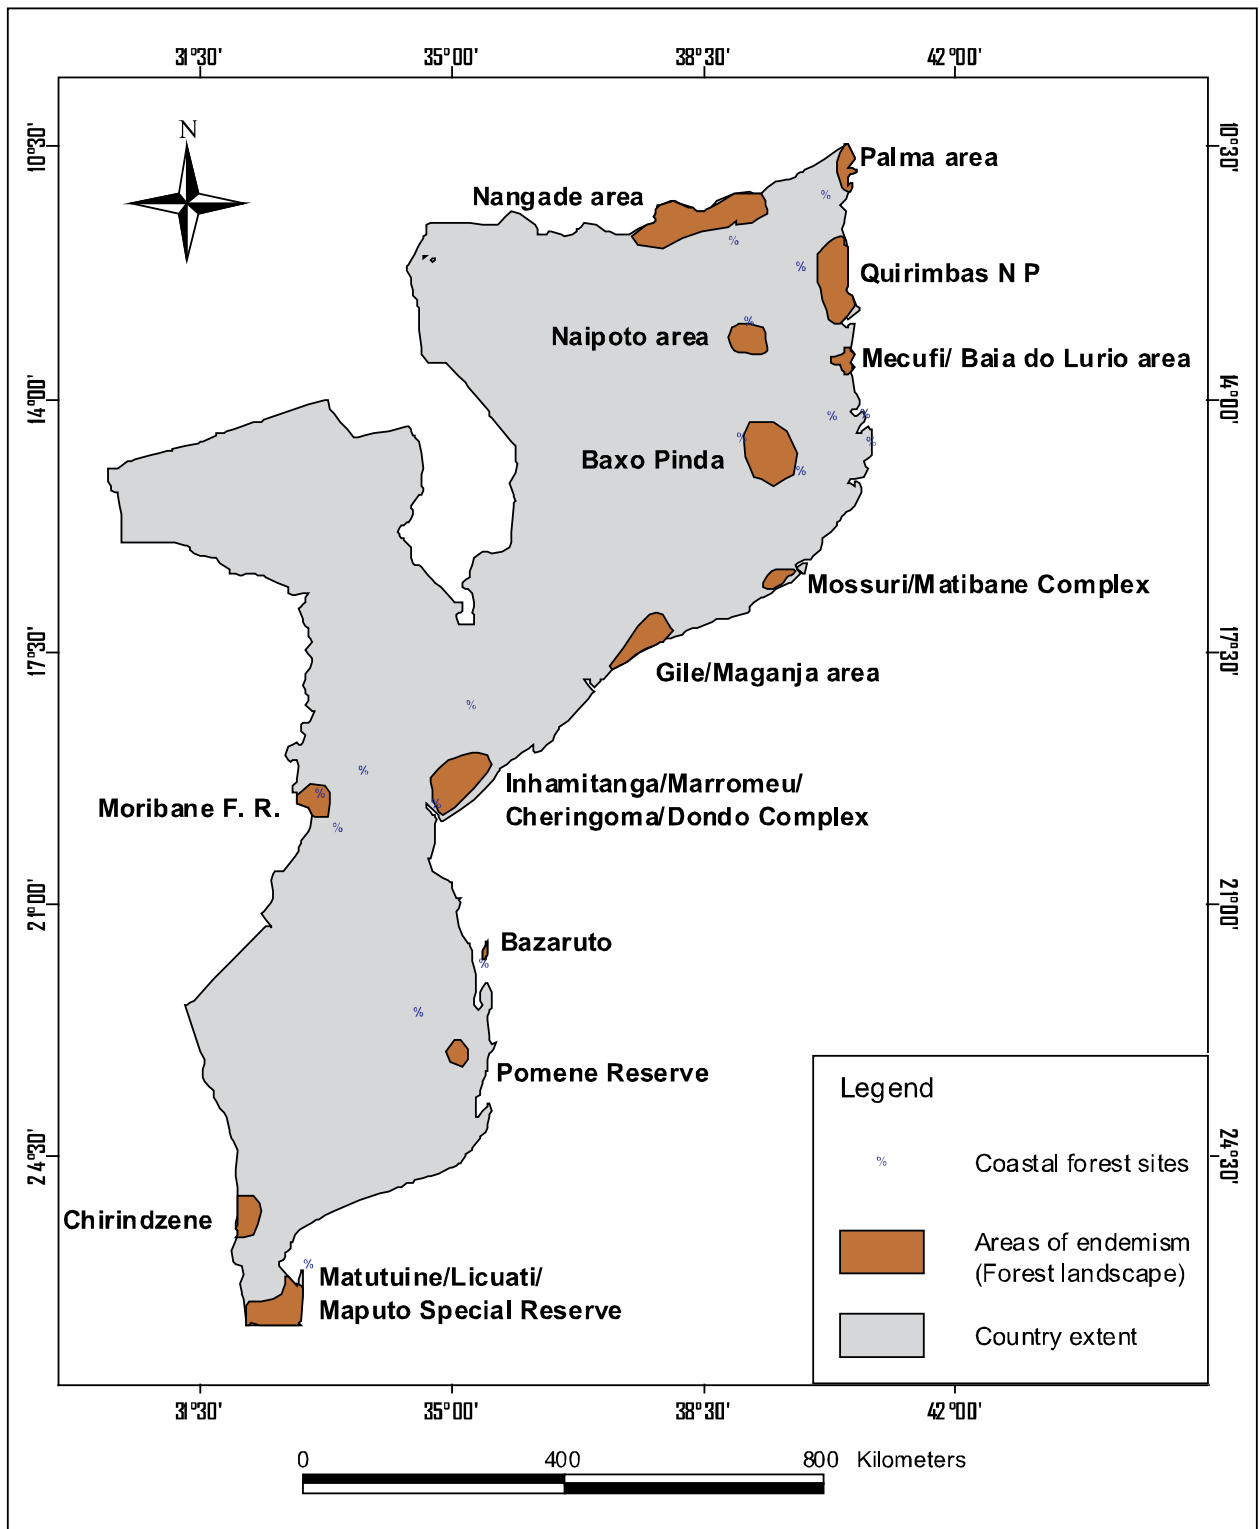 31°30' 35°00' 38°30' 42°00'
N
10°30' 10°30'
Palma area
Nangade area
Quirimbas N P
Naipoto area
Mecufi/ Baia do Lurio area
14°00' 14°00'
Baxo Pinda
Mossuri/Matibane Complex
17°30' 17°30'
Gile/Maganja area
Inhamitanga/Marromeu/
Cheringoma/Dondo Complex
Moribane F. R.
21°00' 21°00'
Bazaruto
Pomene Reserve
24°30' 24°30'
Chirindzene
Matutuine/Licuati/
Maputo Special Reserve
Legend
% Coastal forest sites
Areas of endemism
(Forest landscape)
Country extent
31°30' 35°00' 38°30' 42°00'
0 400 800 Kilometers